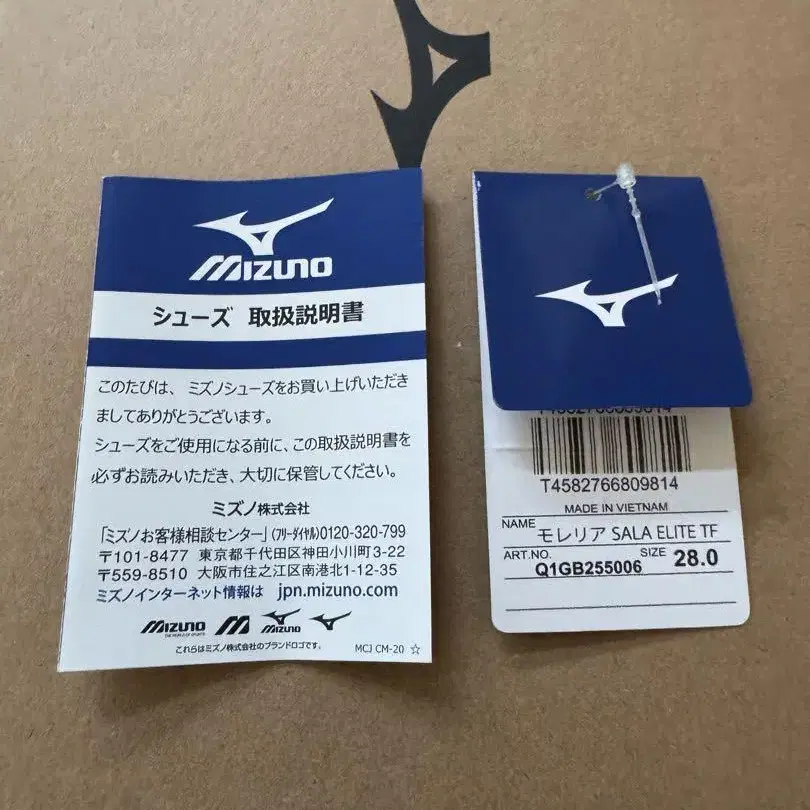 MIZUNO
シューズ 取扱説明書
このたびは、ミズノシューズをお買い上げいただき
ましてありがとうございます。
シューズをご使用になる前に、この取扱説明書を
必ずお読みいただき、大切に保管してください。
ミズノ株式会社
「ミズノお客様相談センター」(フリーダイヤル)0120-320-799
〒101-8477 東京都千代田区神田小川町3-22
〒559-8510 大阪市住之江区南港北1-12-35
ミズノインターネット情報は jpn.mizuno.com
MIZUNO
THE WORLD OF SPORTS
MIZUNO
これらはミズノ株式会社のブランドロゴです。
MCJ CM-20 ☆
T4582766809814
T4582766809814
MADE IN VIETNAM
NAME モレリア SALA ELITE TF
ART.NO. Q1GB255006 SIZE 28.0